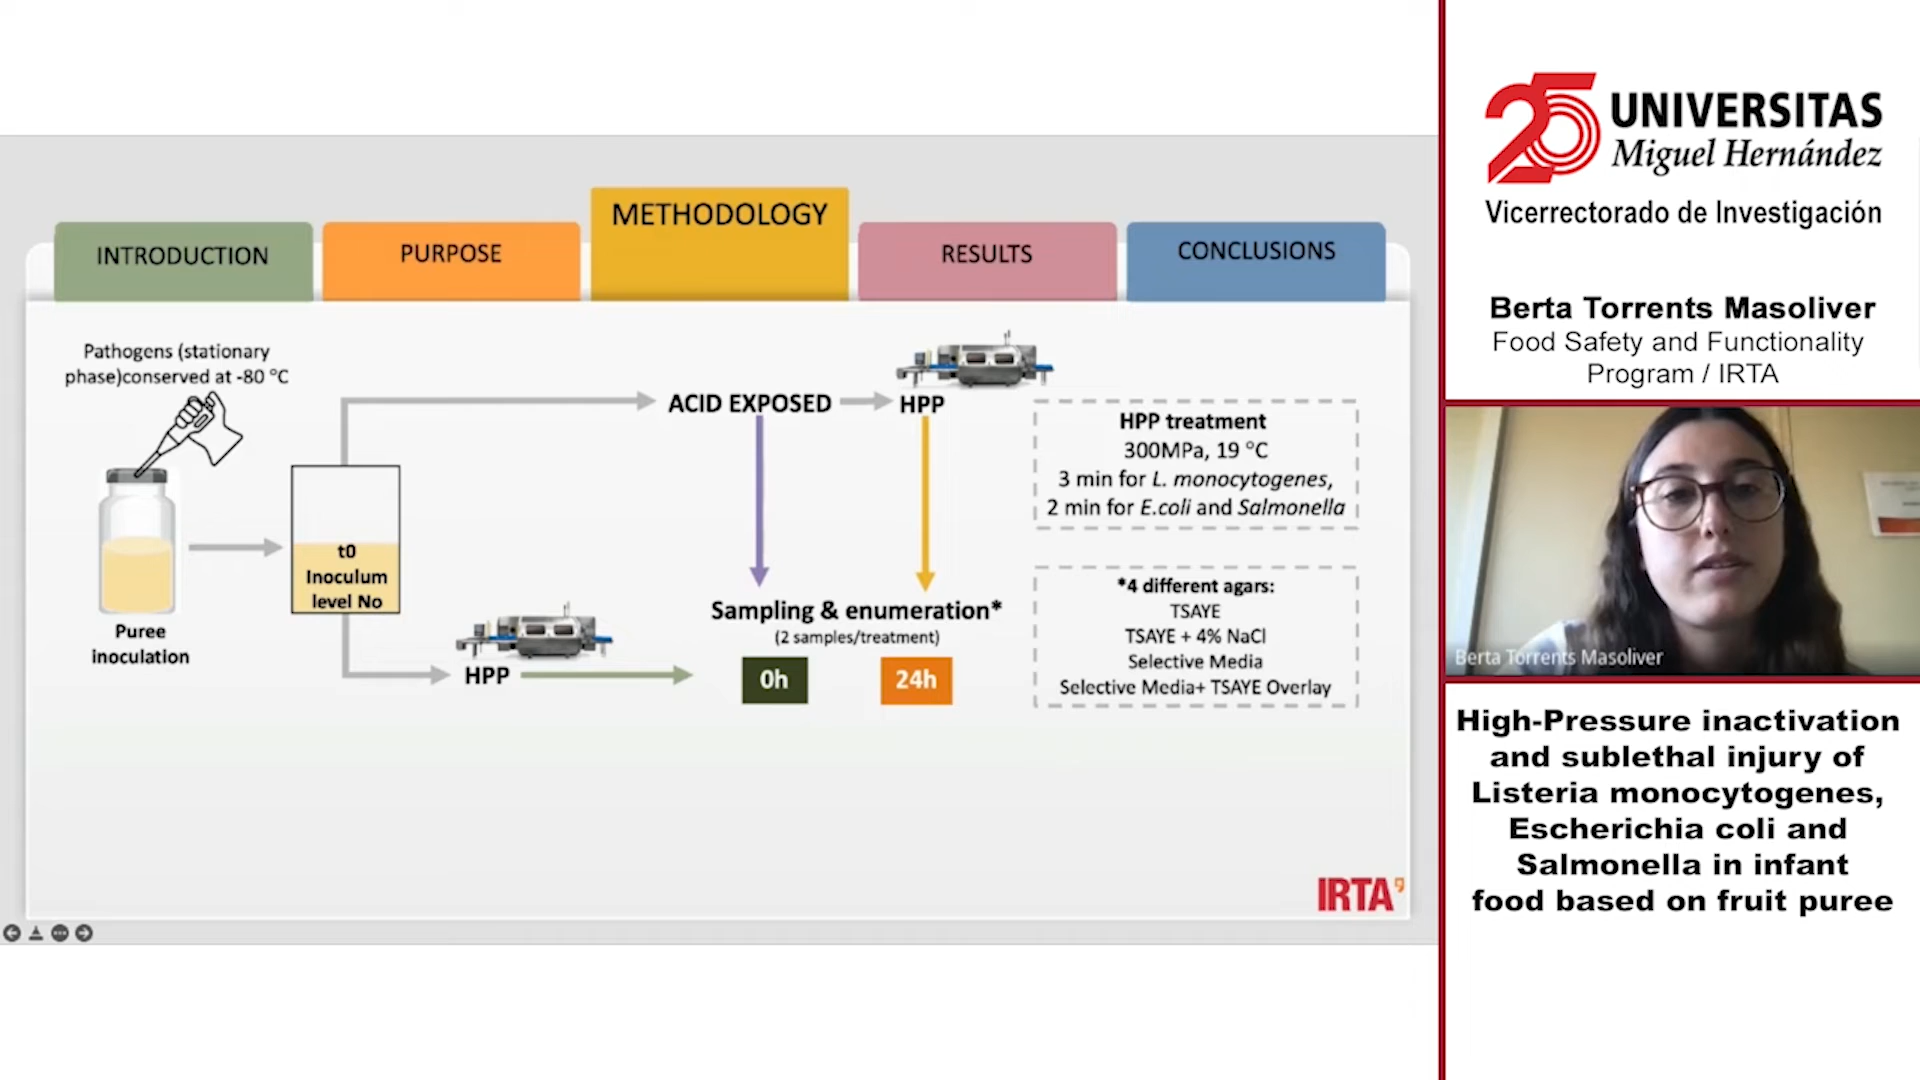 INTRODUCTION
PURPOSE
METHODOLOGY
RESULTS
CONCLUSIONS
Pathogens (stationary
phase)conserved at -80 °C
Puree
inoculation
t0
Inoculum
level No
ACID EXPOSED
HPP
HPP
Sampling & enumeration*
(2 samples/treatment)
0h
24h
HPP treatment
300MPa, 19 °C
3 min for L. monocytogenes,
2 min for E.coli and Salmonella
*4 different agars:
TSAYE
TSAYE + 4% NaCl
Selective Media
Selective Media+ TSAYE Overlay
IRTA
25 UNIVERSITAS
Miguel Hernández
Vicerrectorado de Investigación
Berta Torrents Masoliver
Food Safety and Functionality
Program / IRTA
Berta Torrents Masoliver
High-Pressure inactivation
and sublethal injury of
Listeria monocytogenes,
Escherichia coli and
Salmonella in infant
food based on fruit puree